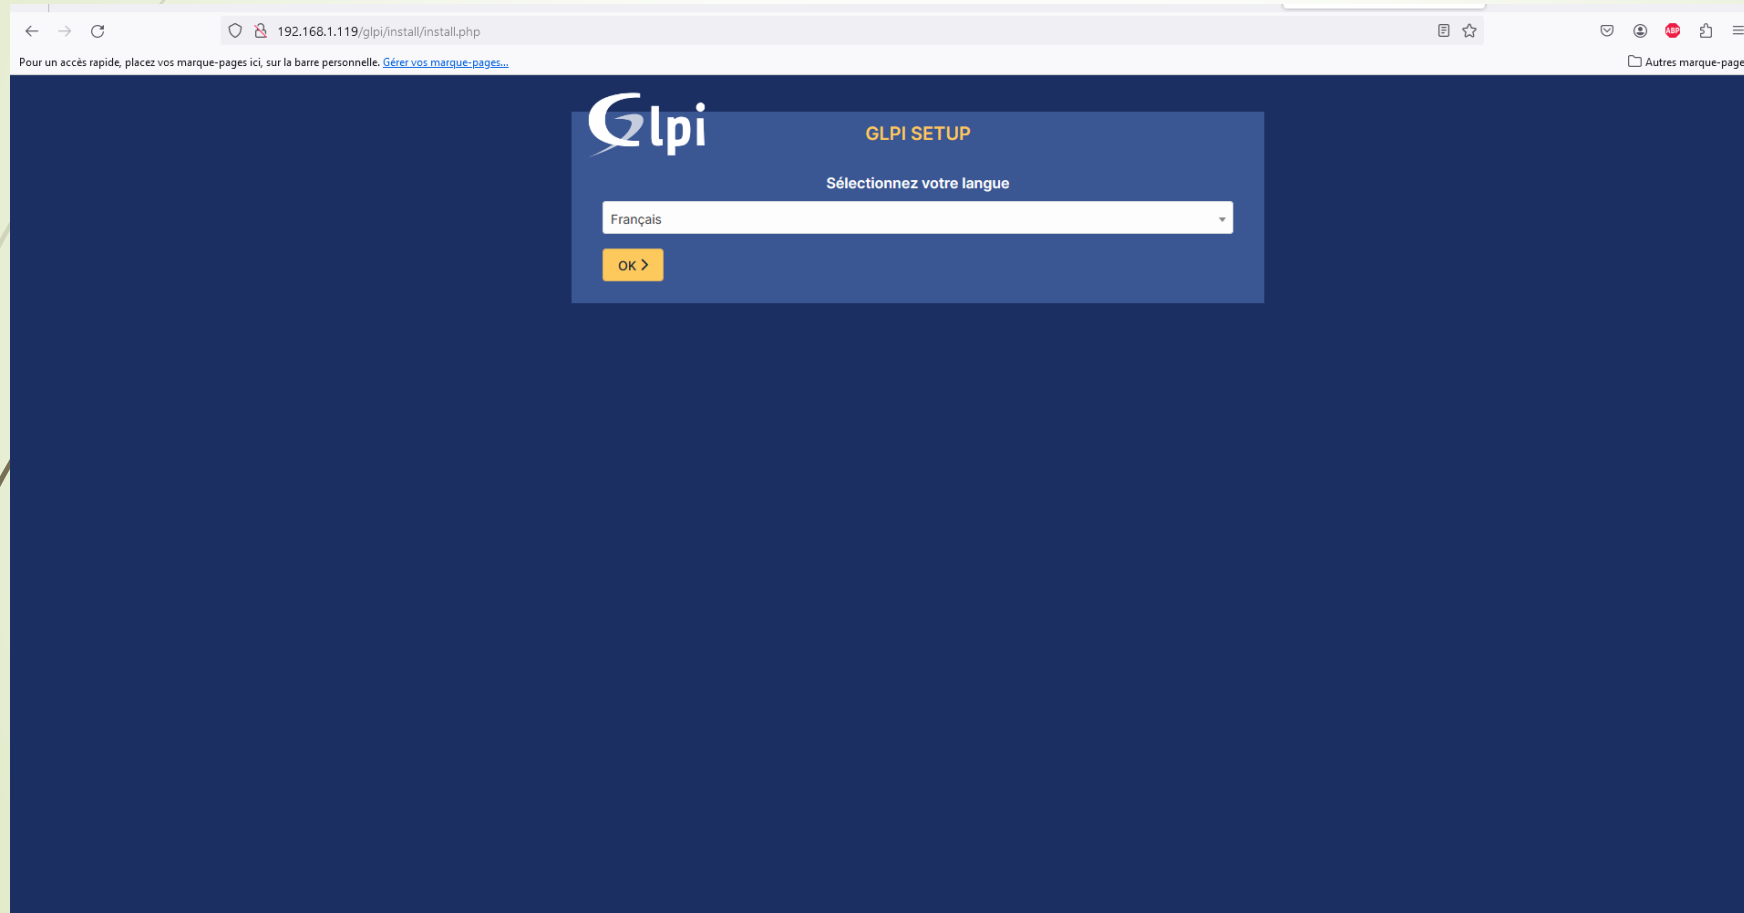 192.168.1.119/glpi/install/install.php
ABP
Pour un accès rapide, placez vos marque-pages ici, sur la barre personnelle. Gérer vos marque-pages...
Autres marque-page
Glpi
GLPI SETUP
Sélectionnez votre langue
Français
OK